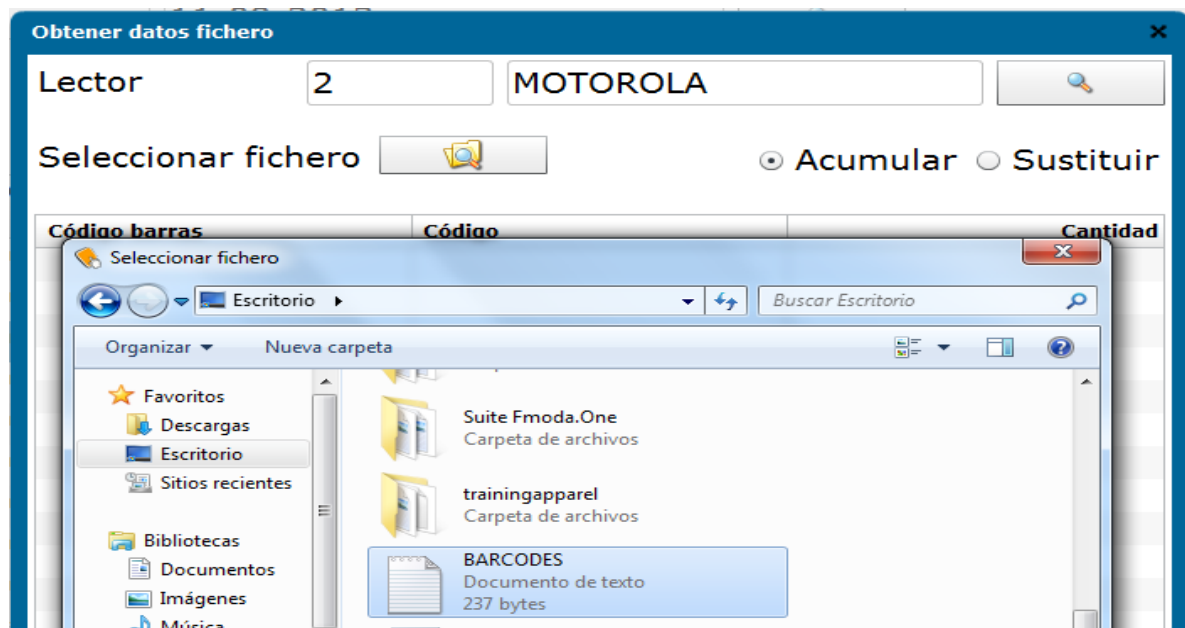 Obtener datos fichero
Lector 2 MOTOROLA
Seleccionar fichero Acumular Sustituir
Código barras Código Cantidad
Seleccionar fichero
Escritorio Buscar Escritorio
Organizar Nueva carpeta
Favoritos
Descargas
Escritorio
Sitios recientes
Bibliotecas
Documentos
Imágenes
Música
Suite Fmoda.One
Carpeta de archivos
trainingapparel
Carpeta de archivos
BARCODES
Documento de texto
237 bytes